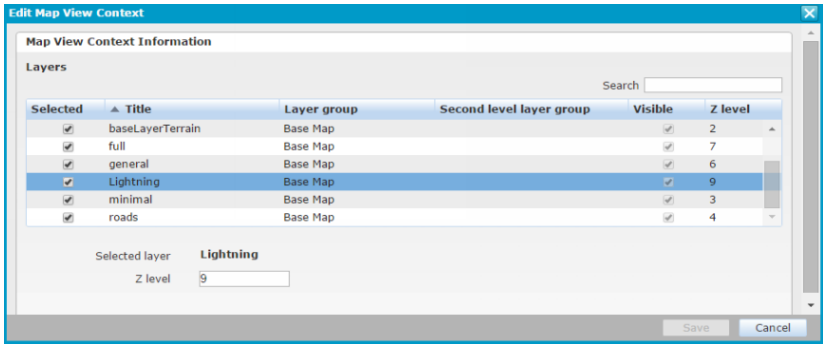 Edit Map View Context
Map View Context Information
Layers
Search
Selected Title Layer group Second level layer group Visible Z level
baseLayerTerrain Base Map 2
full Base Map 7
general Base Map 6
Lightning Base Map 9
minimal Base Map 3
roads Base Map 4
Selected layer Lightning
Z level 9
Save Cancel